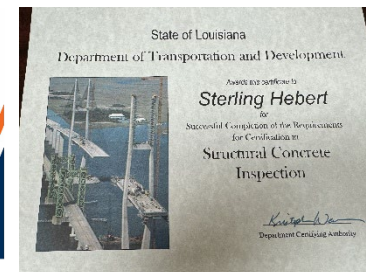 State of Louisiana
Department of Transportation and Development
Awards this certificate to
Sterling Hebert
for
Successful Completion of the Requirements
for Certification in
Structural Concrete
Inspection
Department Certifying Authority